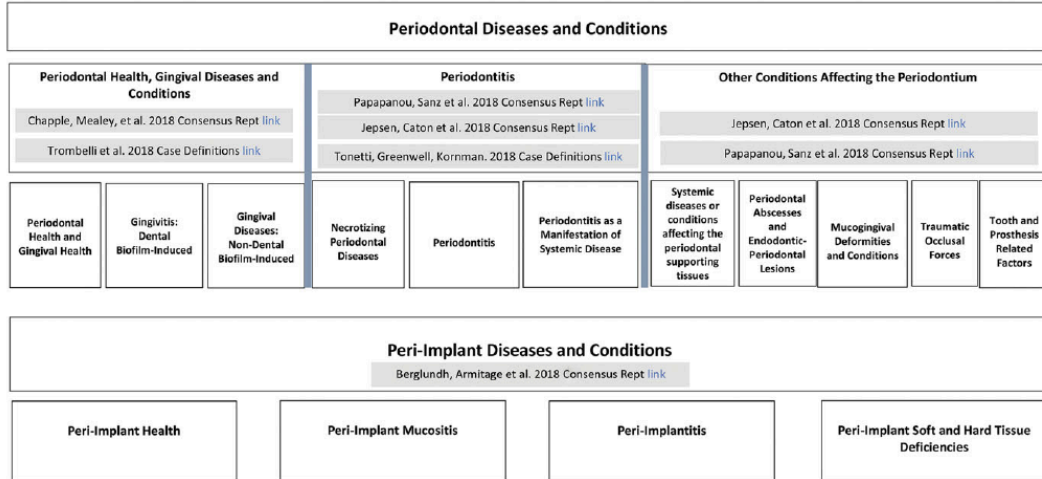 Periodontal Diseases and Conditions
Periodontal Health, Gingival Diseases and
Conditions
Chapple, Mealey, et al. 2018 Consensus Rept link
Trombelli et al. 2018 Case Definitions link
Periodontitis
Papapanou, Sanz et al. 2018 Consensus Rept link
Jepsen, Caton et al. 2018 Consensus Rept link
Tonetti, Greenwell, Kornman. 2018 Case Definitions link
Other Conditions Affecting the Periodontium
Jepsen, Caton et al. 2018 Consensus Rept link
Papapanou, Sanz et al. 2018 Consensus Rept link
Periodontal
Health and
Gingival Health
Gingivitis:
Dental
Biofilm-Induced
Gingival
Diseases:
Non-Dental
Biofilm-Induced
Necrotizing
Periodontal
Diseases
Periodontitis
Periodontitis as a
Manifestation of
Systemic Disease
Systemic
diseases or
conditions
affecting the
periodontal
supporting
tissues
Periodontal
Abscesses
and
Endodontic-
Periodontal
Lesions
Mucogingival
Deformities
and Conditions
Traumatic
Occlusal
Forces
Tooth and
Prosthesis
Related
Factors
Peri-Implant Diseases and Conditions
Berglundh, Armitage et al. 2018 Consensus Rept link
Peri-Implant Health
Peri-Implant Mucositis
Peri-Implantitis
Peri-Implant Soft and Hard Tissue
Deficiencies